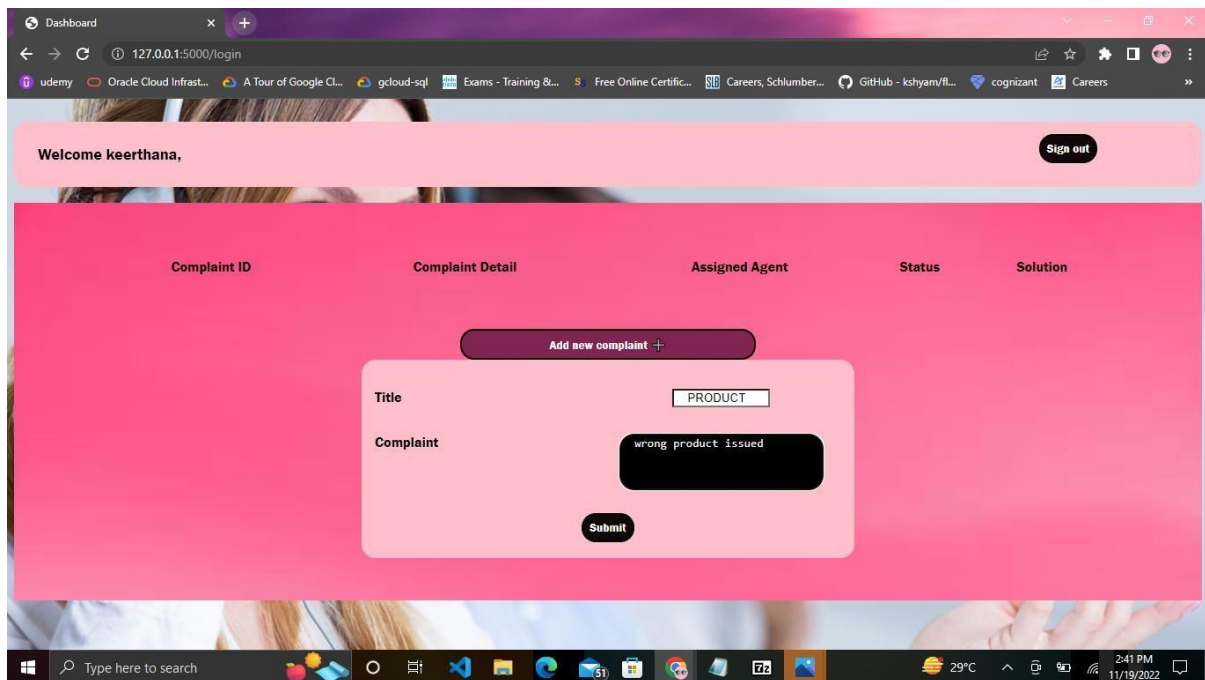 Dashboard
127.0.0.1:5000/login
udemy Oracle Cloud Infrast... A Tour of Google Cl... gcloud-sql Exams - Training &... Free Online Certific... Careers, Schlumber... GitHub - kshyam/fl... cognizant Careers »
Welcome keerthana,
Sign out
Complaint ID Complaint Detail Assigned Agent Status Solution
Add new complaint
Title PRODUCT
Complaint wrong product issued
Submit
Type here to search 51 7z 29°C 2:41 PM
11/19/2022